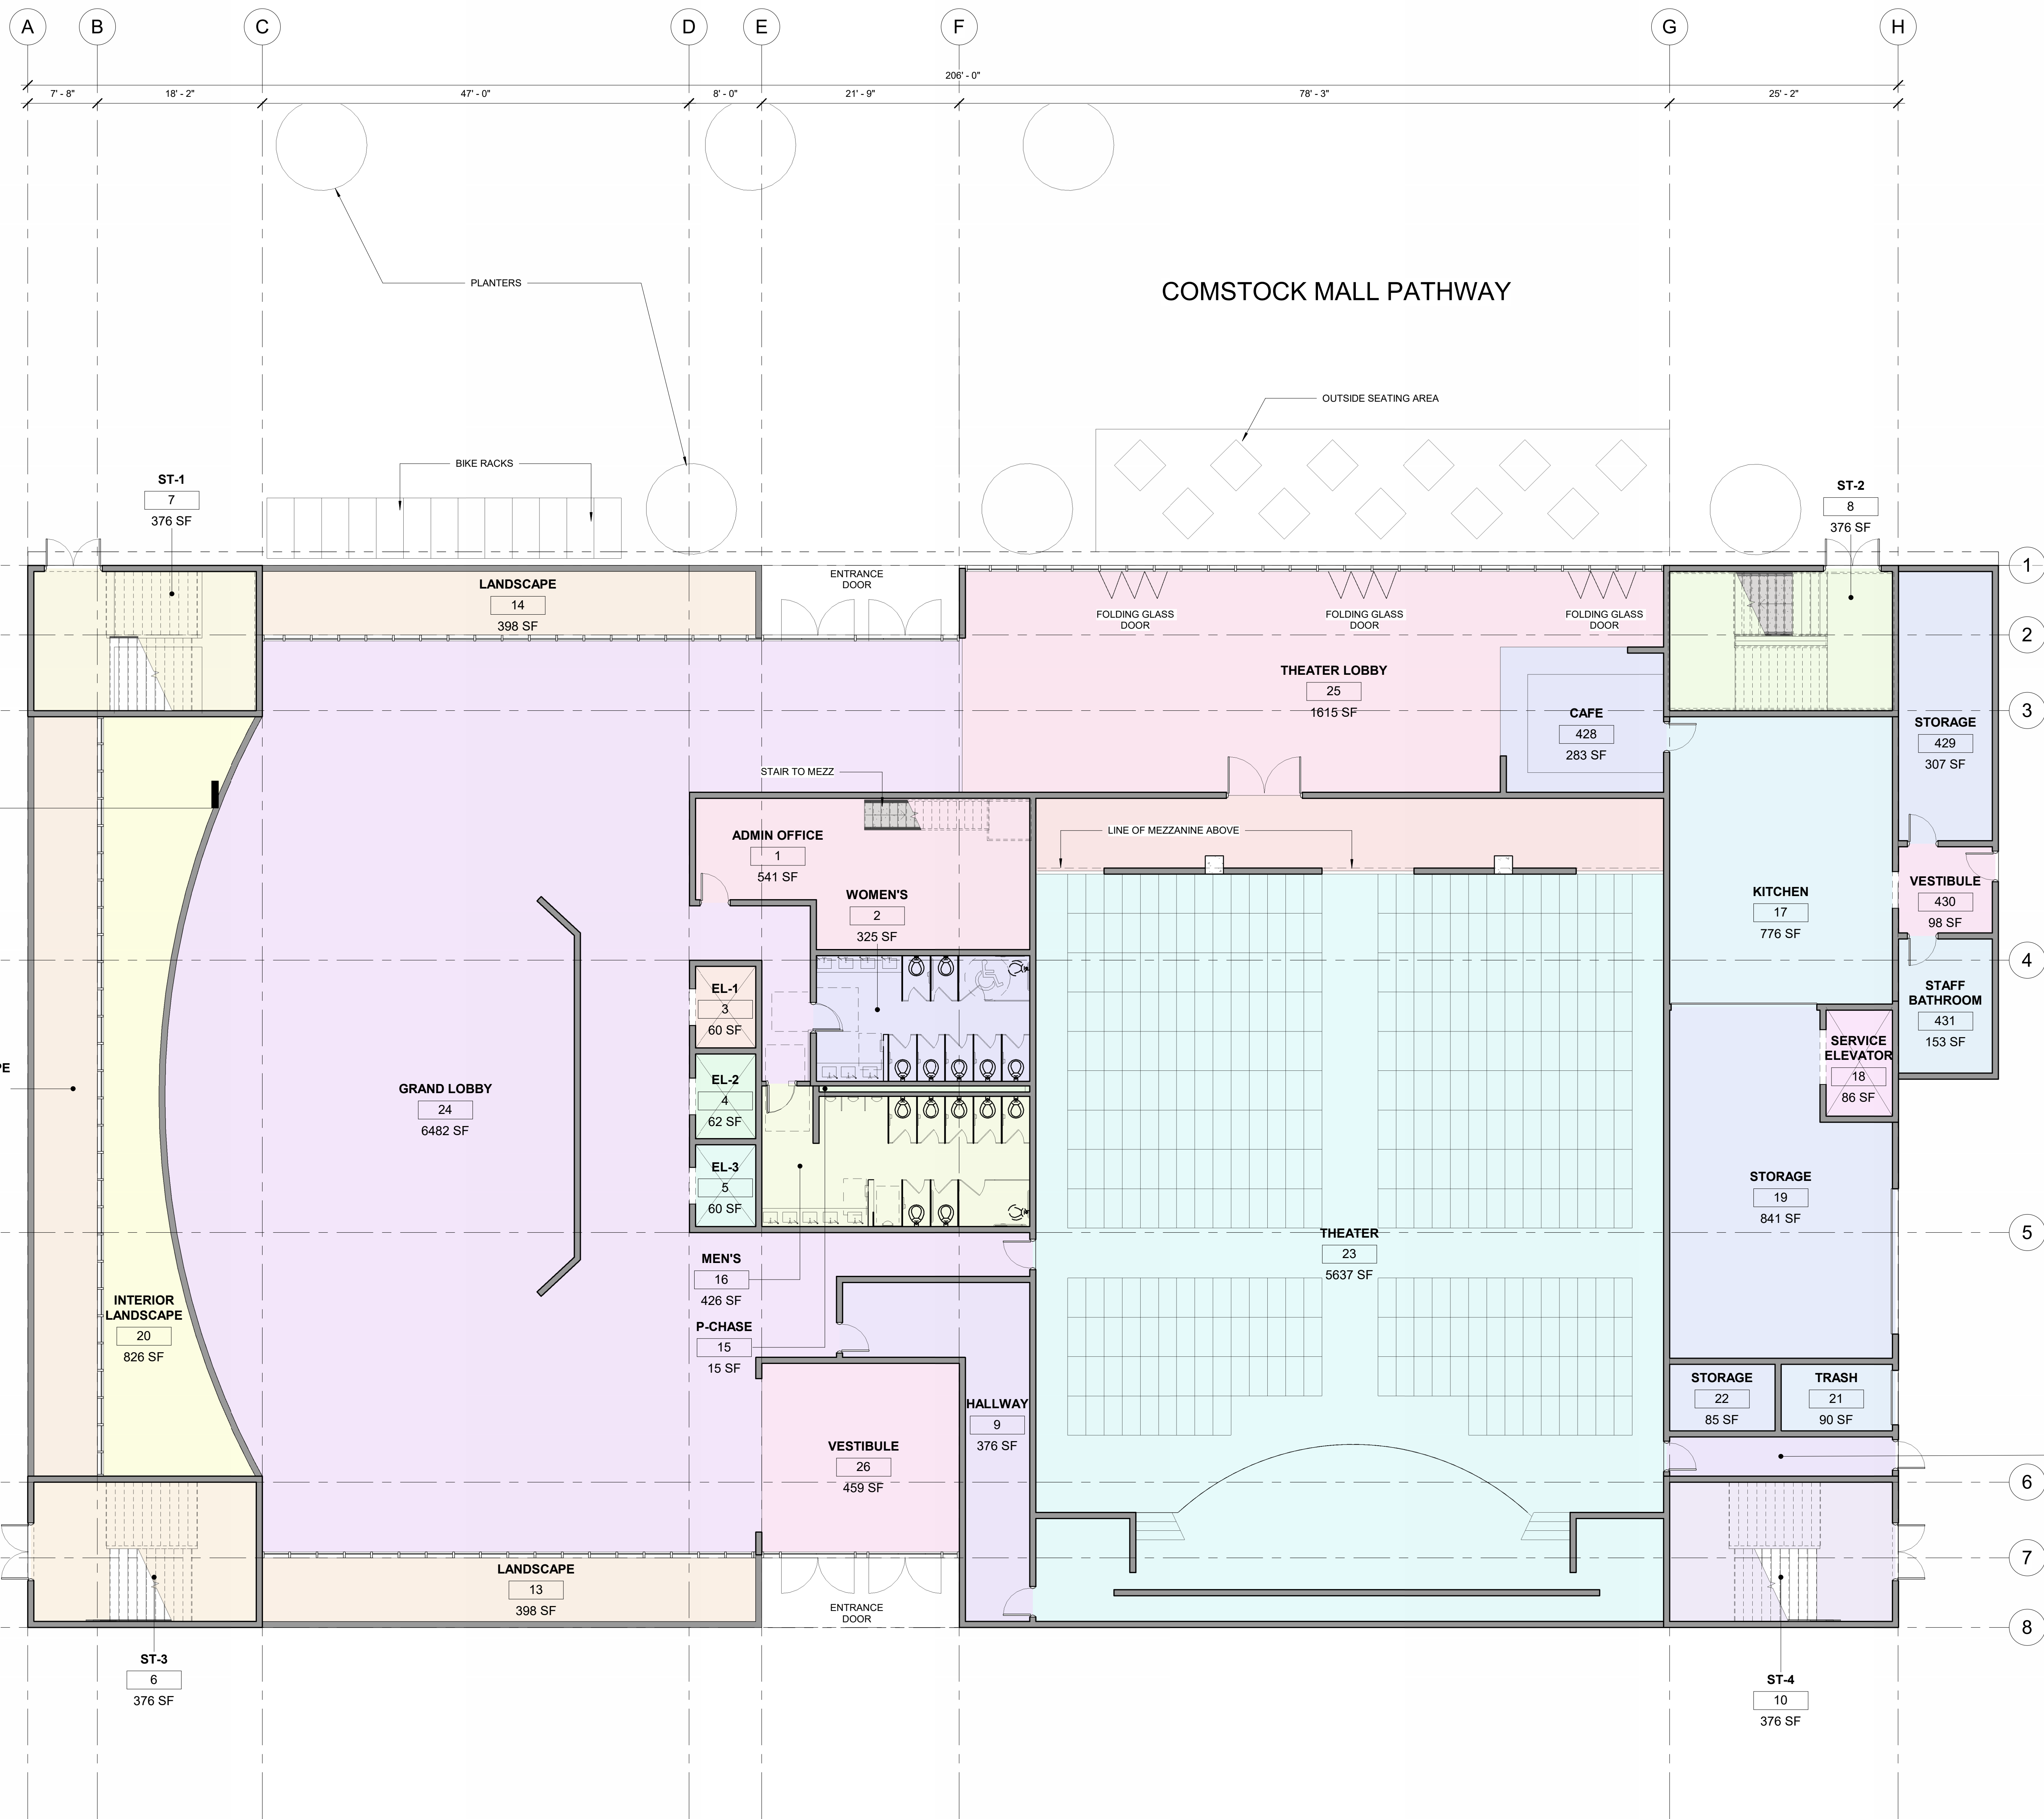 A
B
C
D
E
F
G
H
206' - 0"
7' - 8"
18' - 2"
47' - 0"
8' - 0"
21' - 9"
78' - 3"
25' - 2"
PLANTERS
COMSTOCK MALL PATHWAY
OUTSIDE SEATING AREA
BIKE RACKS
ST-1
7
376 SF
ST-2
8
376 SF
1
2
3
4
5
6
7
8
LANDSCAPE
14
398 SF
ENTRANCE
DOOR
FOLDING GLASS
DOOR
FOLDING GLASS
DOOR
FOLDING GLASS
DOOR
THEATER LOBBY
25
1615 SF
CAFE
428
283 SF
STORAGE
429
307 SF
STAIR TO MEZZ
ADMIN OFFICE
1
541 SF
LINE OF MEZZANINE ABOVE
WOMEN'S
2
325 SF
KITCHEN
17
776 SF
VESTIBULE
430
98 SF
STAFF
BATHROOM
431
153 SF
EL-1
3
60 SF
EL-2
4
62 SF
EL-3
5
60 SF
SERVICE
ELEVATOR
18
86 SF
PE
GRAND LOBBY
24
6482 SF
STORAGE
19
841 SF
THEATER
23
5637 SF
MEN'S
16
426 SF
P-CHASE
15
15 SF
INTERIOR
LANDSCAPE
20
826 SF
HALLWAY
9
376 SF
STORAGE
22
85 SF
TRASH
21
90 SF
VESTIBULE
26
459 SF
LANDSCAPE
13
398 SF
ENTRANCE
DOOR
ST-3
6
376 SF
ST-4
10
376 SF